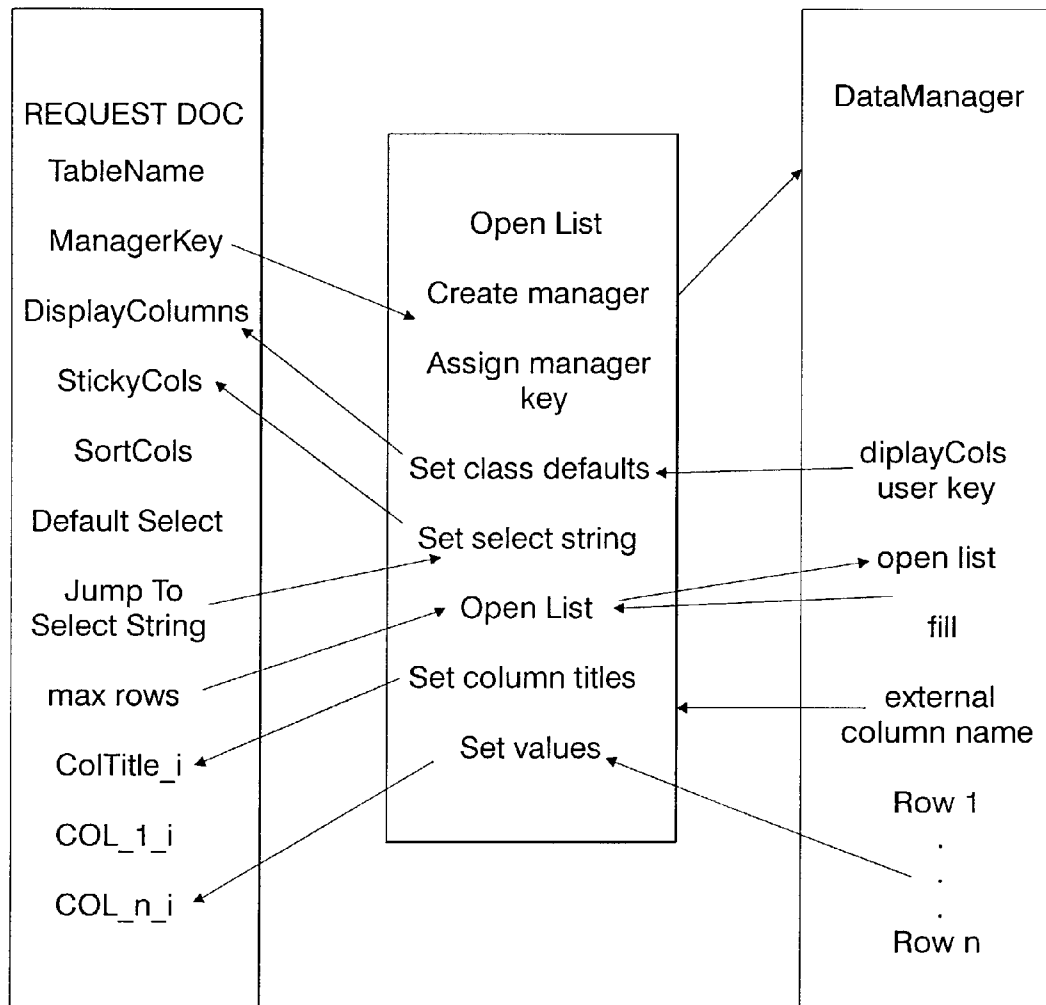 REQUEST DOC
TableName
ManagerKey
DisplayColumns
StickyCols
SortCols
Default Select
Jump To
Select String
max rows
ColTitle_i
COL_1_i
COL_n_i
Open List
Create manager
Assign manager
key
Set class defaults
Set select string
Open List
Set column titles
Set values
DataManager
diplayCols
user key
open list
fill
external
column name
Row 1
.
.
.
Row n